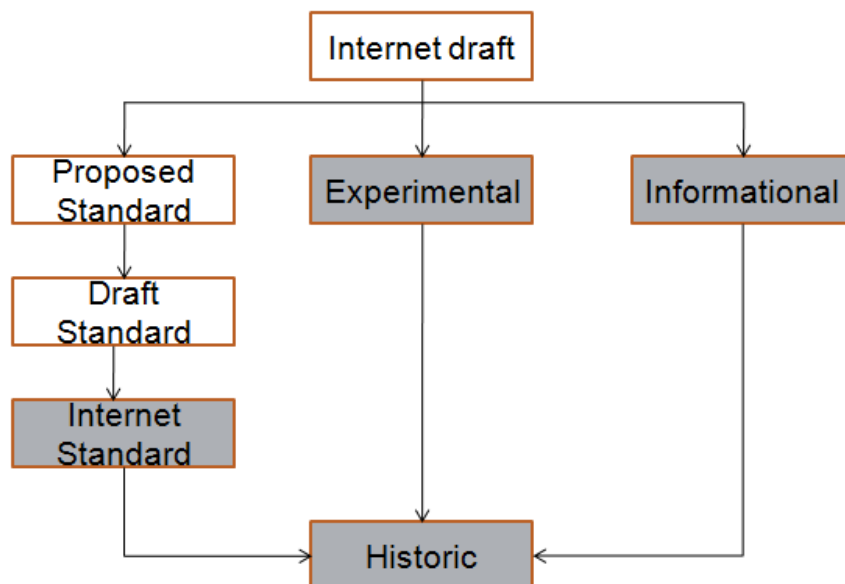 Internet draft
Proposed
Standard
Experimental
Informational
Draft
Standard
Internet
Standard
Historic